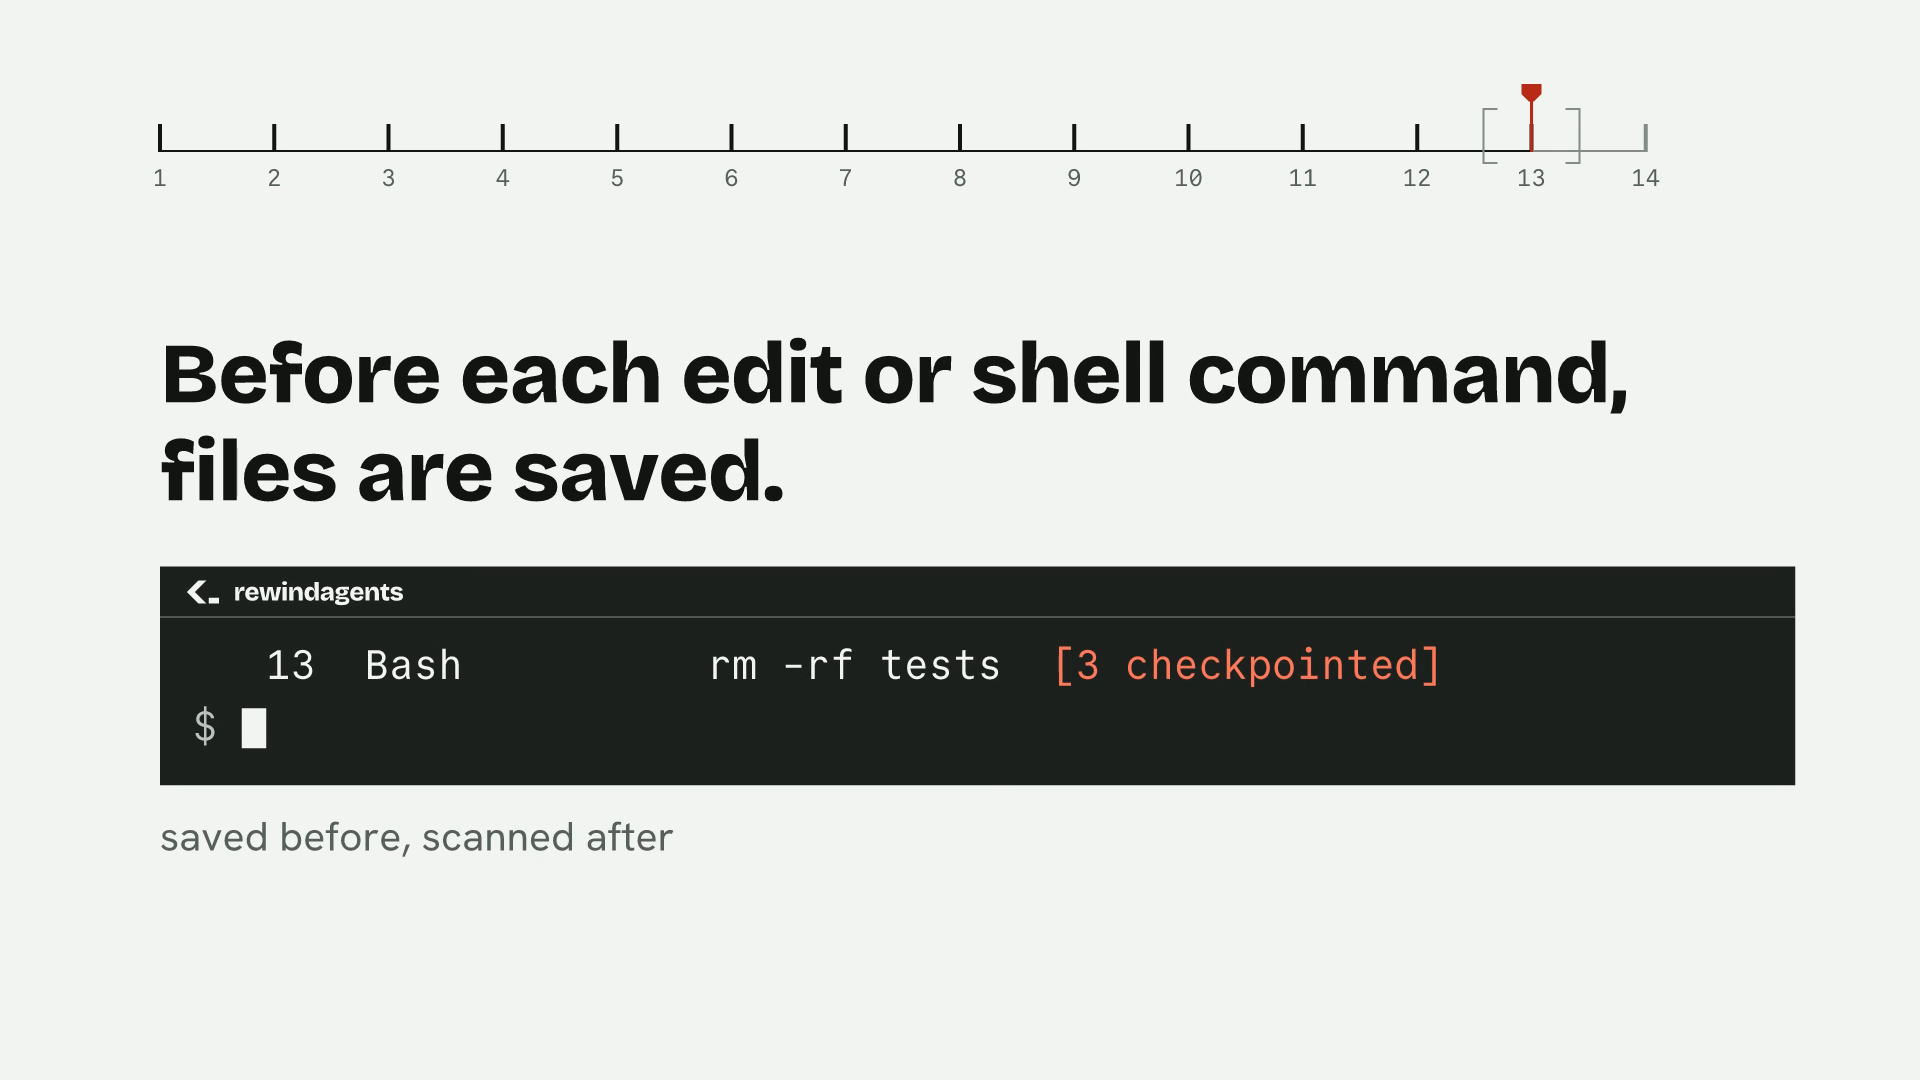 1 2 3 4 5 6 7 8 9 10 11 12 13 14
Before each edit or shell command,
files are saved.
rewindagents
13 Bash rm -rf tests [3 checkpointed]
$
saved before, scanned after